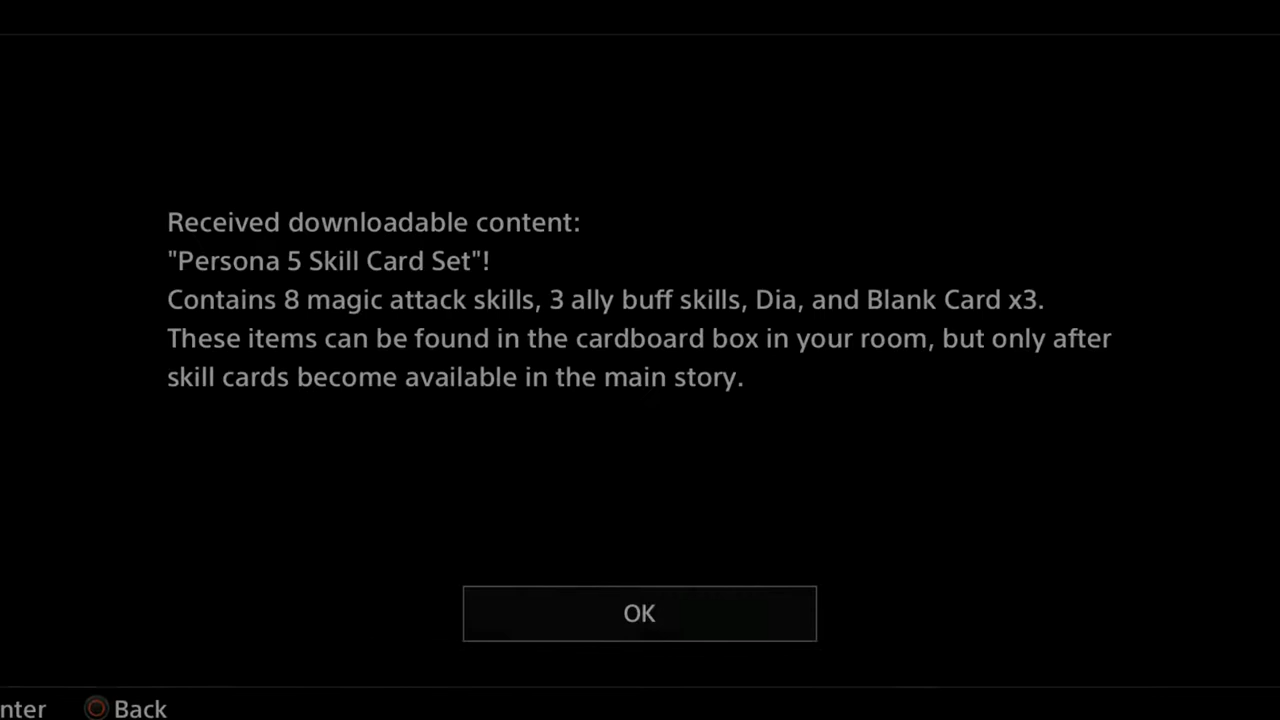 Received downloadable content:
"Persona 5 Skill Card Set"!
Contains 8 magic attack skills, 3 ally buff skills, Dia, and Blank Card x3.
These items can be found in the cardboard box in your room, but only after
skill cards become available in the main story.
OK
nter Back